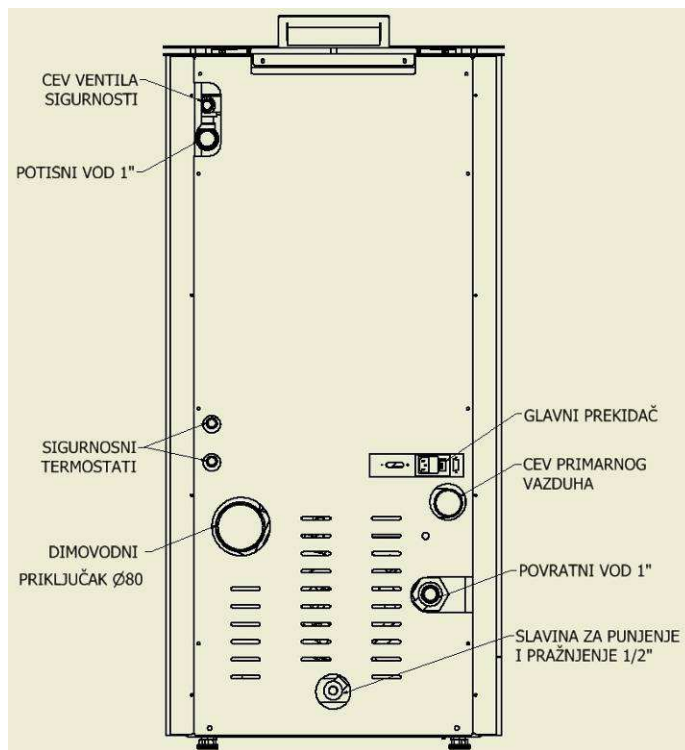 CEV VENTILA
SIGURNOSTI
POTISNI VOD 1"
SIGURNOSNI
TERMOSTATI
DIMOVODNI
PRIKLJUČAK Ø80
GLAVNI PREKIDAČ
CEV PRIMARNOG
VAZDUHA
POVRATNI VOD 1"
SLAVINA ZA PUNJENJE
I PRAŽNJENJE 1/2"